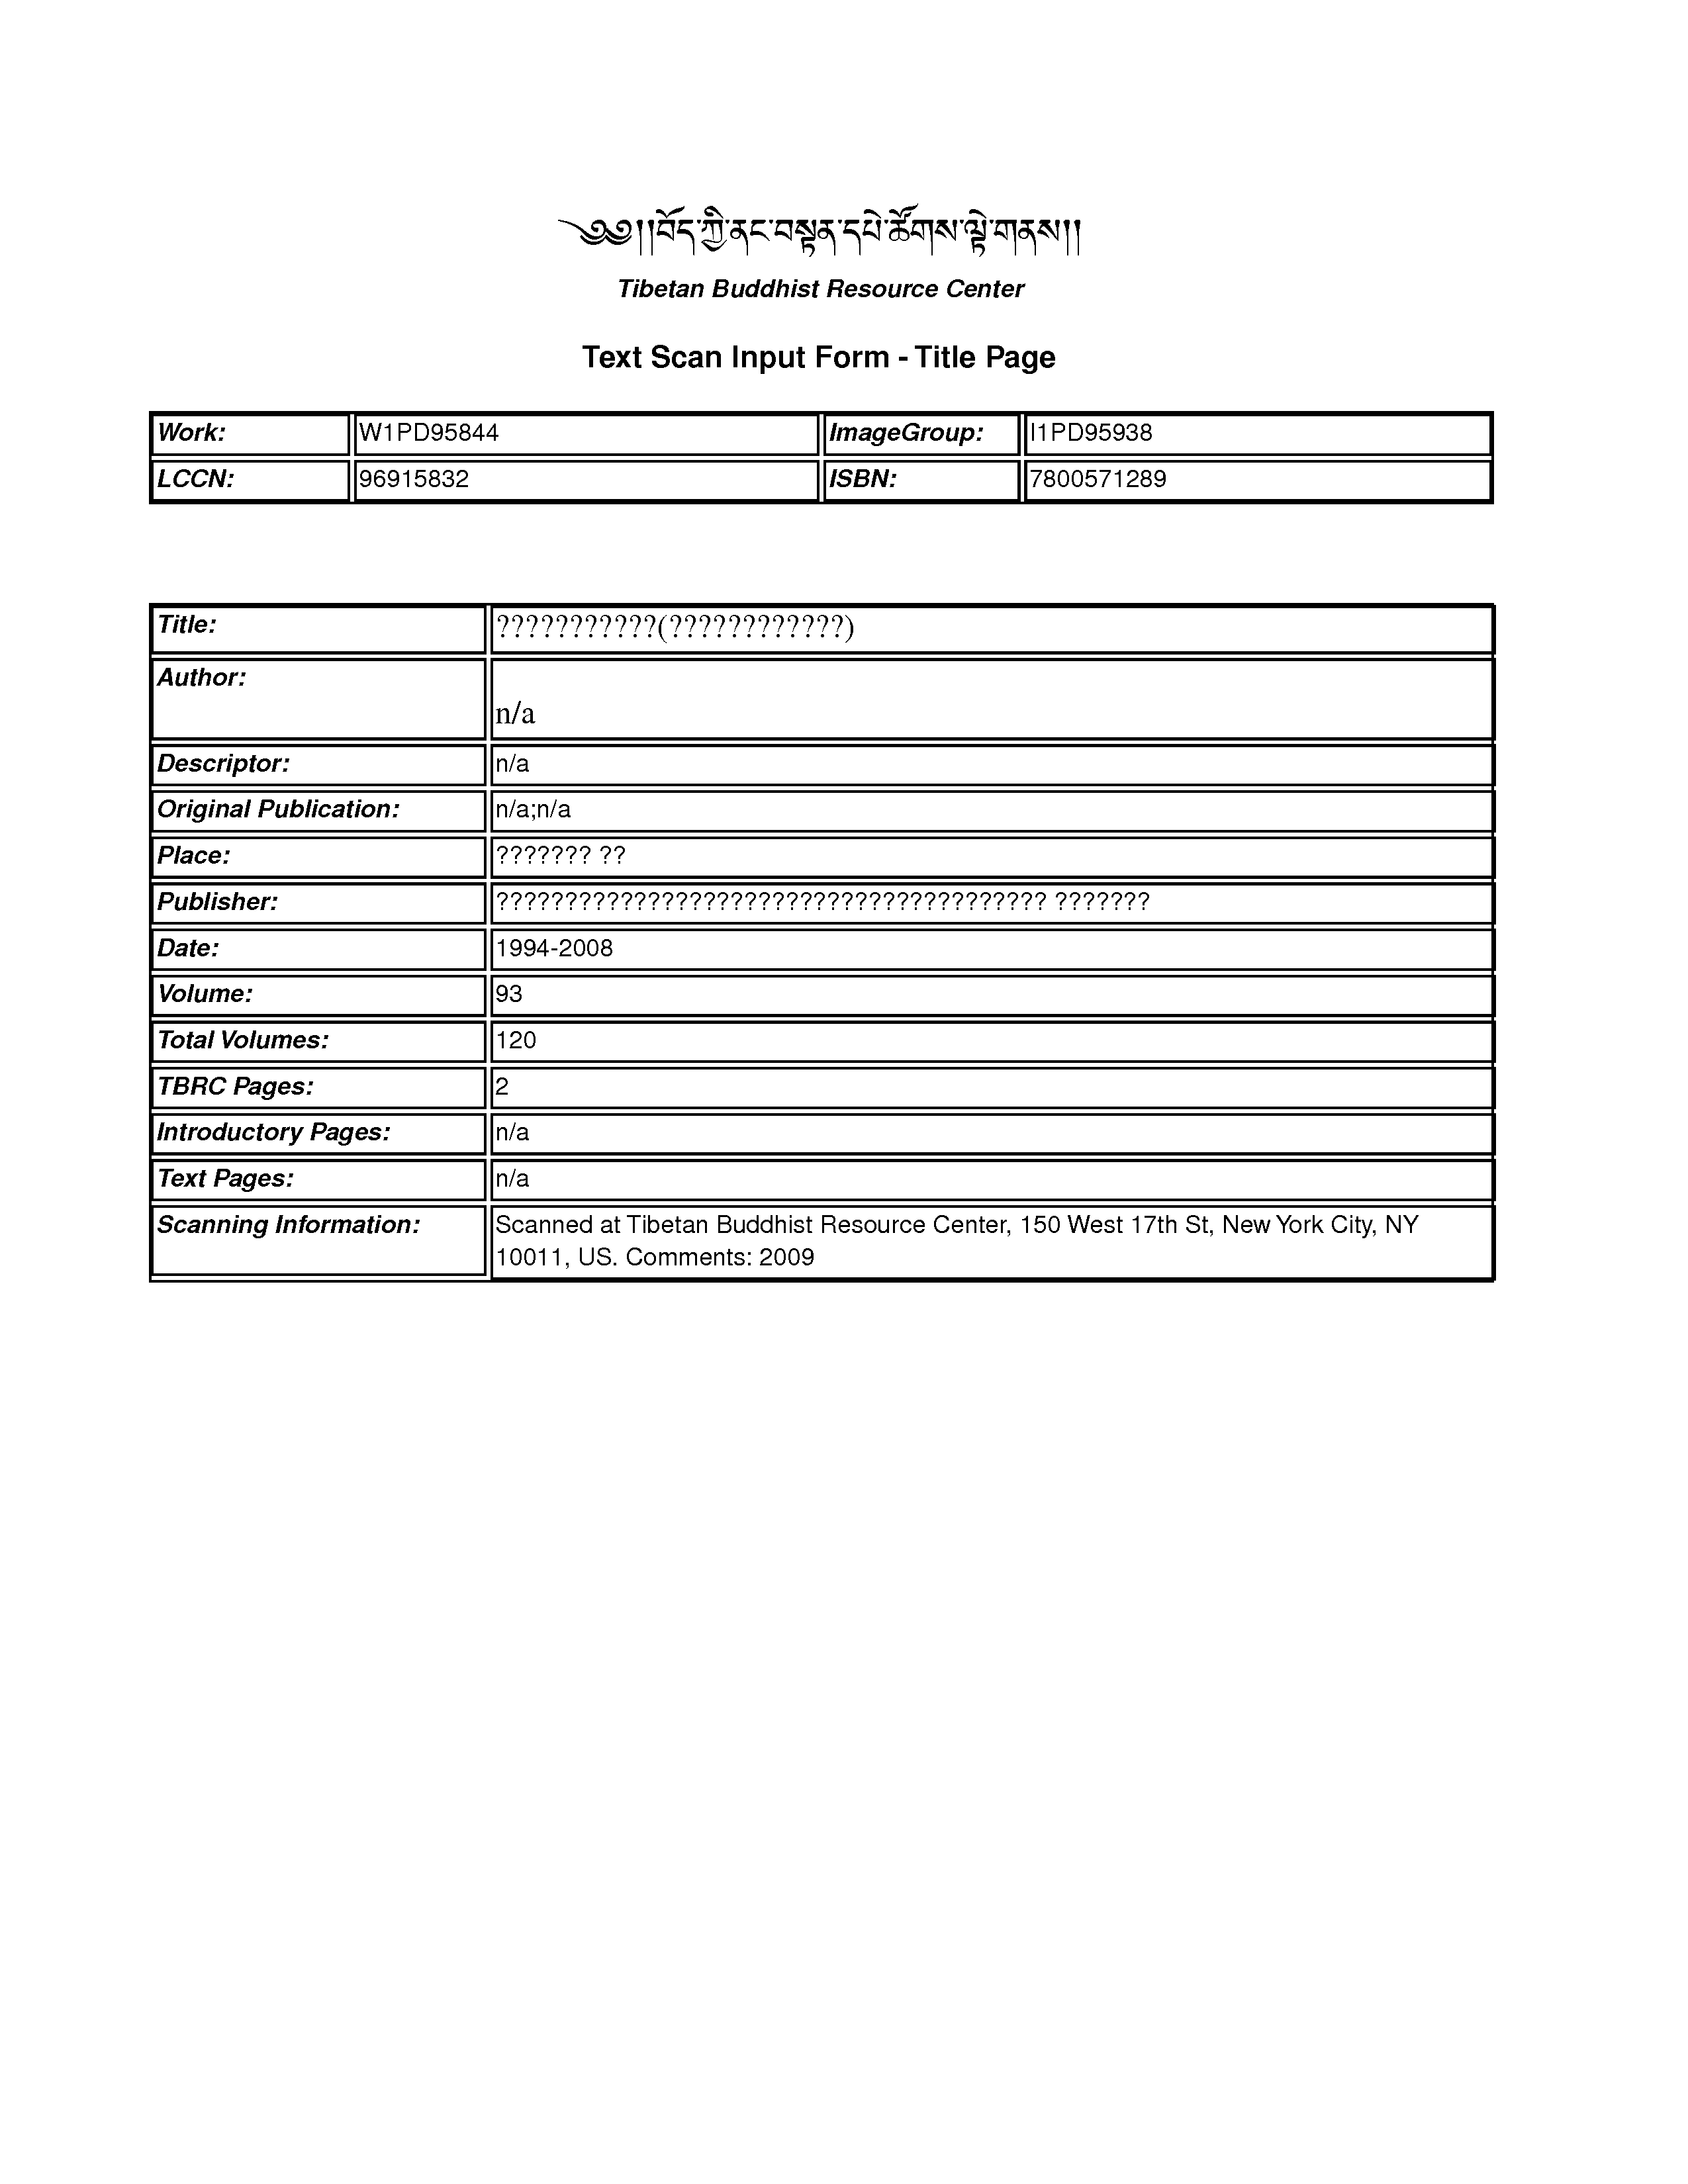 ༄༅།།བོད་ཀྱི་ནང་བསྟན་དཔེ་ཚོགས་ལྟེ་གནས།།
Tibetan Buddhist Resource Center
Text Scan Input Form - Title Page
Work: W1PD95844 ImageGroup: I1PD95938
LCCN: 96915832 ISBN: 7800571289
Title: ???????????(????????????)
Author: n/a
Descriptor: n/a
Original Publication: n/a;n/a
Place: ??????? ??
Publisher: ???????????????????????????????????????? ???????
Date: 1994-2008
Volume: 93
Total Volumes: 120
TBRC Pages: 2
Introductory Pages: n/a
Text Pages: n/a
Scanning Information: Scanned at Tibetan Buddhist Resource Center, 150 West 17th St, New York City, NY
10011, US. Comments: 2009